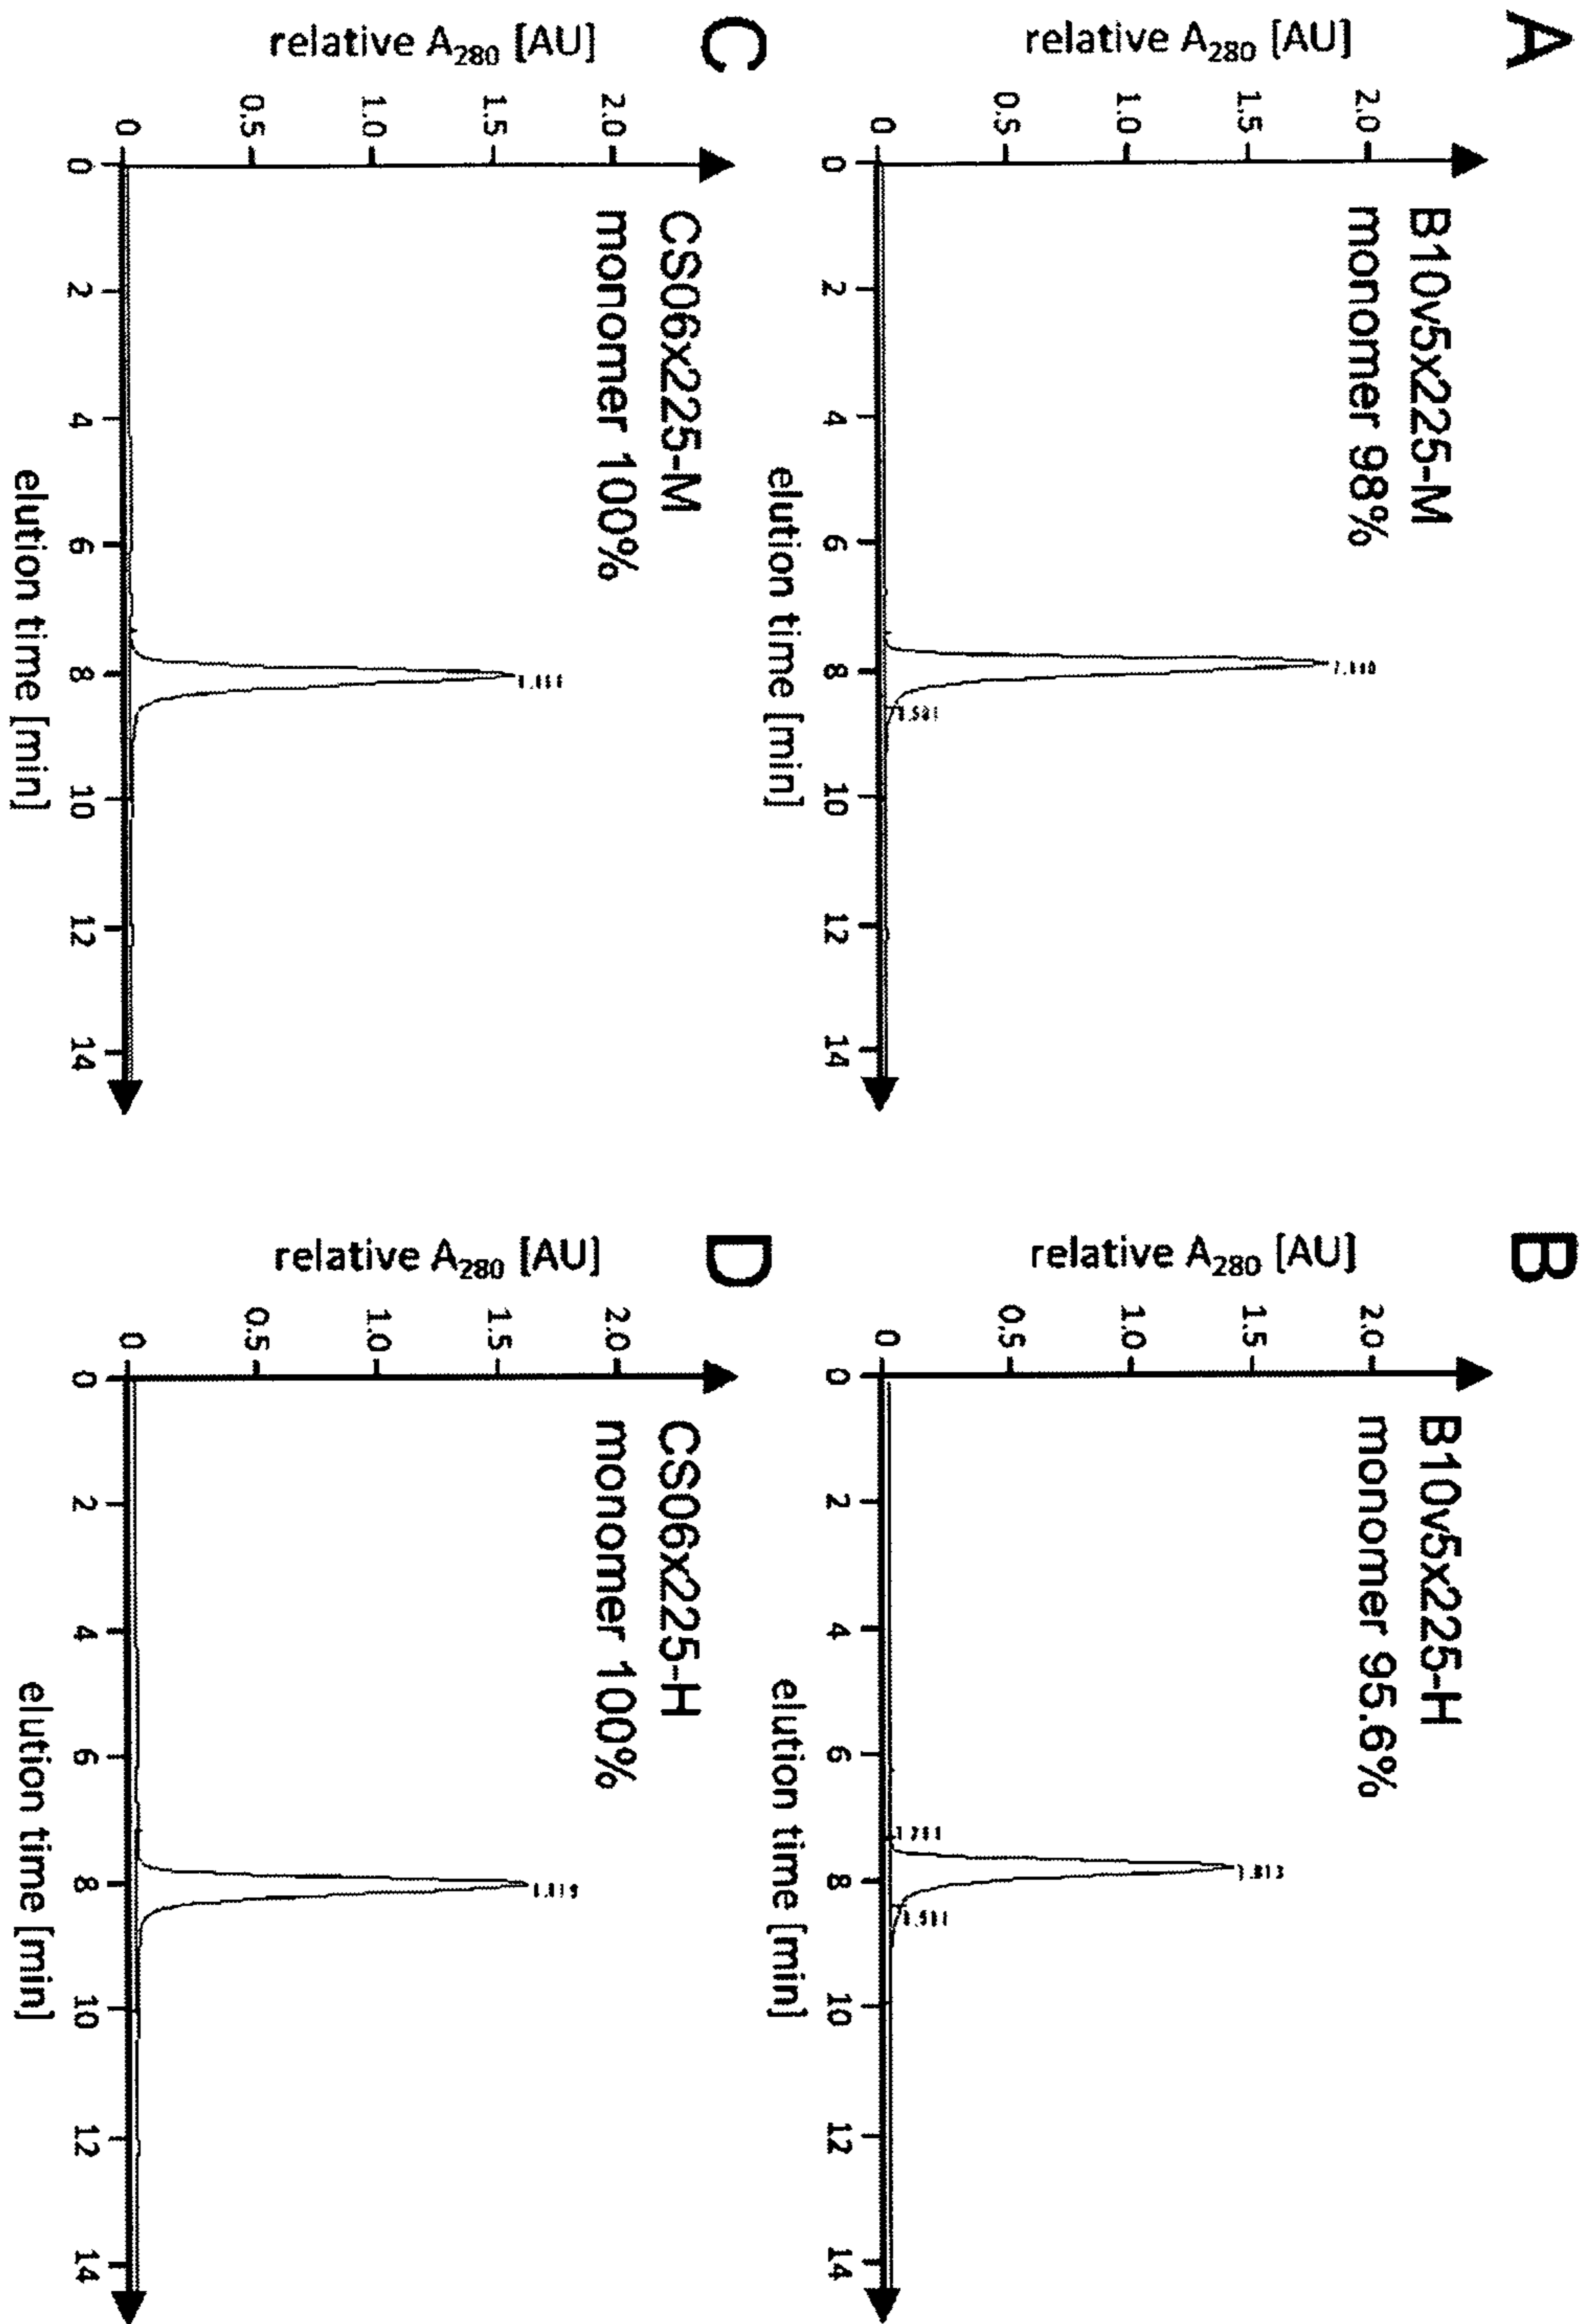 A
B10v5x225-M
monomer 98%
relative A280 [AU]
2.0
1.5
1.0
0.5
0
0
2
4
6
8
10
12
14
elution time [min]
B
B10v5x225-H
monomer 95.6%
relative A280 [AU]
2.0
1.5
1.0
0.5
0
0
2
4
6
8
10
12
14
elution time [min]
C
CS06x225-M
monomer 100%
relative A280 [AU]
2.0
1.5
1.0
0.5
0
0
2
4
6
8
10
12
14
elution time [min]
D
CS06x225-H
monomer 100%
relative A280 [AU]
2.0
1.5
1.0
0.5
0
0
2
4
6
8
10
12
14
elution time [min]